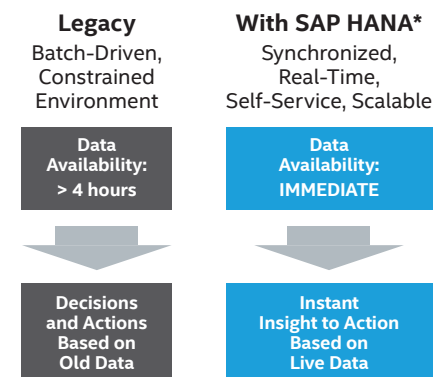 Legacy
Batch-Driven,
Constrained
Environment
Data
Availability:
> 4 hours
Decisions
and Actions
Based on
Old Data
With SAP HANA*
Synchronized,
Real-Time,
Self-Service, Scalable
Data
Availability:
IMMEDIATE
Instant
Insight to Action
Based on
Live Data